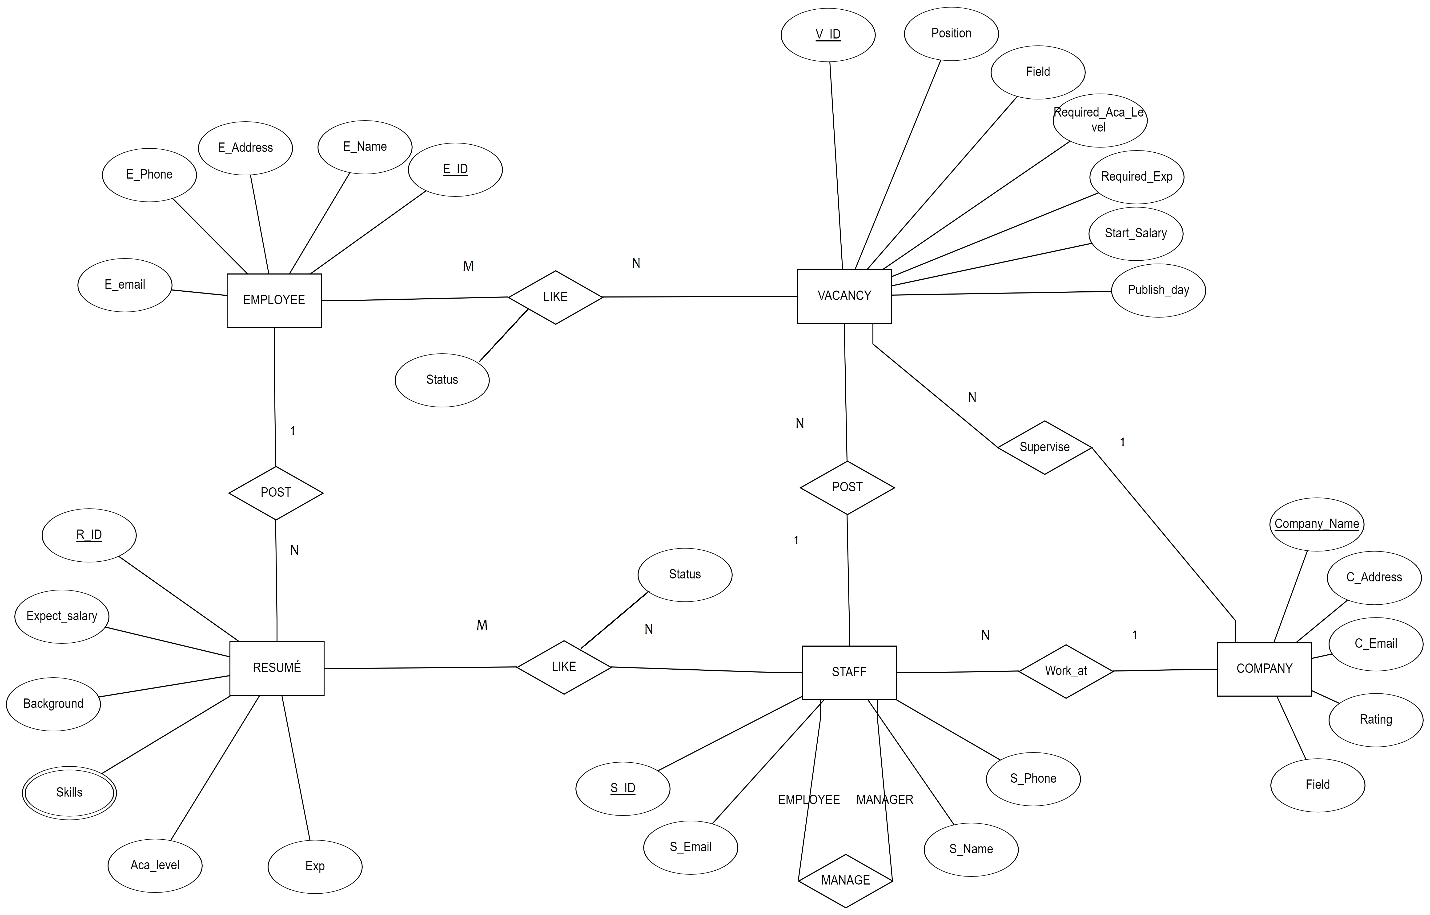 V_ID
Position
Field
Required_Aca_Le
vel
Required_Exp
Start_Salary
Publish_day
E_Phone
E_Address
E_Name
E_ID
E_email
EMPLOYEE
M
LIKE
N
VACANCY
Status
1
POST
N
N
POST
1
N
Supervise
1
R_ID
Expect_salary
Background
Skills
Aca_level
Exp
RESUMÉ
M
LIKE
N
Status
STAFF
N
Work_at
1
COMPANY
Company_Name
C_Address
C_Email
Rating
Field
S_ID
S_Email
EMPLOYEE
MANAGER
MANAGE
S_Name
S_Phone